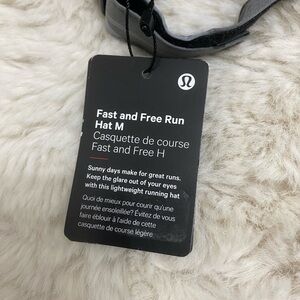 Fast and Free Run
Hat M
Casquette de course
Fast and Free H
Sunny days make for great runs.
Keep the glare out of your eyes
with this lightweight running hat
Quoi de mieux pour courir qu'une
journée ensoleillée? Évitez de vous
faire éblouir à l'aide de cette
casquette de course légère